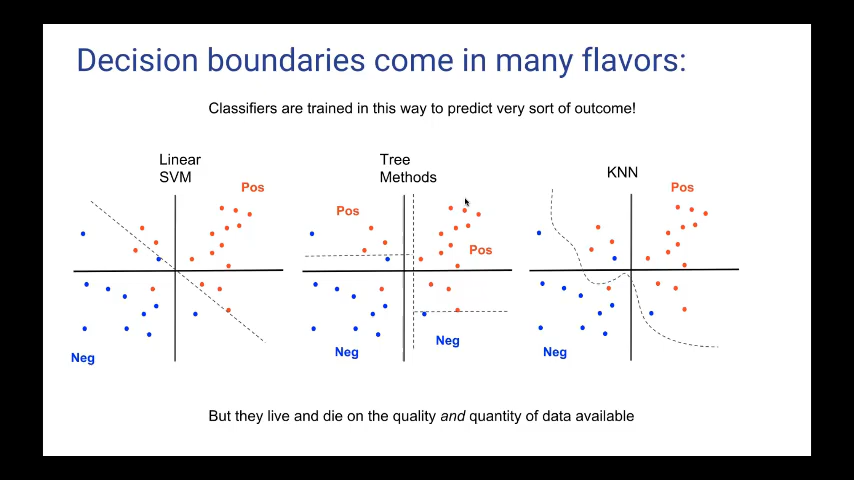 Decision boundaries come in many flavors:
Classifiers are trained in this way to predict very sort of outcome!
Linear
SVM
Pos
Neg
Tree
Methods
Pos
Pos
Neg
Neg
KNN
Pos
Neg
But they live and die on the quality and quantity of data available